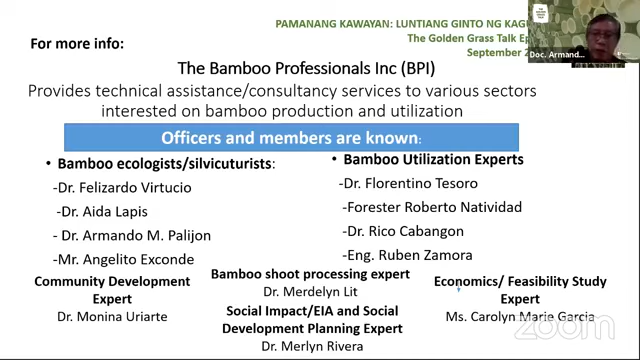 PAMANANG KAWAYAN: LUNTIANG GINTO NG
The Golden Grass Talk
September
Doc. Armand
For more info:
The Bamboo Professionals Inc (BPI)
Provides technical assistance/consultancy services to various sectors
interested on bamboo production and utilization
Officers and members are known:
• Bamboo ecologists/silvicuturists:
-Dr. Felizardo Virtucio
-Dr. Aida Lapis
- Dr. Armando M. Palijon
-Mr. Angelito Exconde
• Bamboo Utilization Experts
-Dr. Florentino Tesoro
-Forester Roberto Natividad
-Dr. Rico Cabangon
-Eng. Ruben Zamora
Community Development
Expert
Dr. Monina Uriarte
Bamboo shoot processing expert
Dr. Merdelyn Lit
Social Impact/EIA and Social
Development Planning Expert
Dr. Merlyn Rivera
Economics/ Feasibility Study
Expert
Ms. Carolyn Marie Garcia
zoom